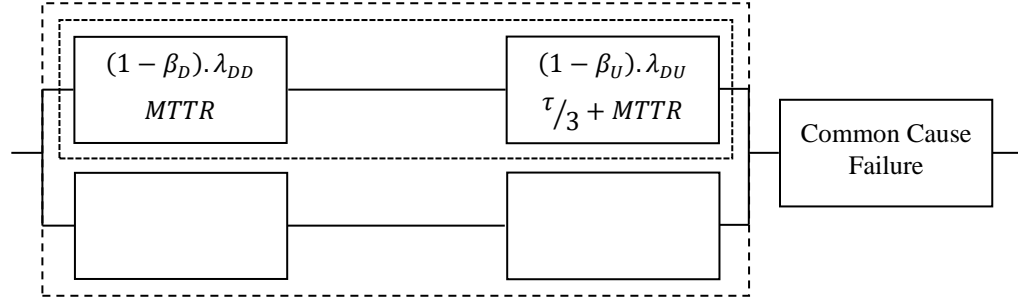 (1 − β_D). λ_DD
MTTR
(1 − β_U). λ_DU
τ/3 + MTTR
Common Cause
Failure